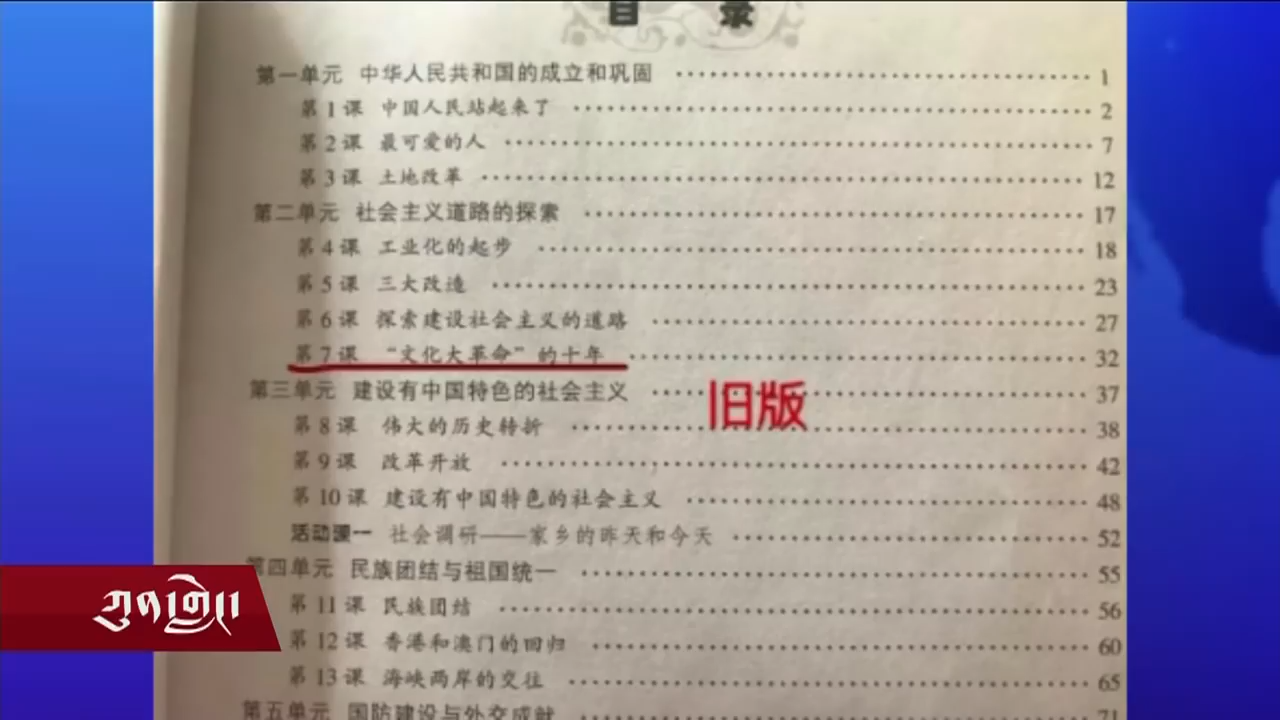 目 录
第一单元 中华人民共和国的成立和巩固 ………… 1
第1课 中国人民站起来了 ………… 2
第2课 最可爱的人 ………… 7
第3课 土地改革 ………… 12
第二单元 社会主义道路的探索 ………… 17
第4课 工业化的起步 ………… 18
第5课 三大改造 ………… 23
第6课 探索建设社会主义的道路 ………… 27
第7课 “文化大革命”的十年 ………… 32
第三单元 建设有中国特色的社会主义 ………… 37
旧版
第8课 伟大的历史转折 ………… 38
第9课 改革开放 ………… 42
第10课 建设有中国特色的社会主义 ………… 48
活动课一 社会调研——家乡的昨天和今天 ………… 52
第四单元 民族团结与祖国统一 ………… 55
第11课 民族团结 ………… 56
第12课 香港和澳门的回归 ………… 60
第13课 海峡两岸的交往 ………… 65
第五单元 国防建设与外交成就 ………… 71